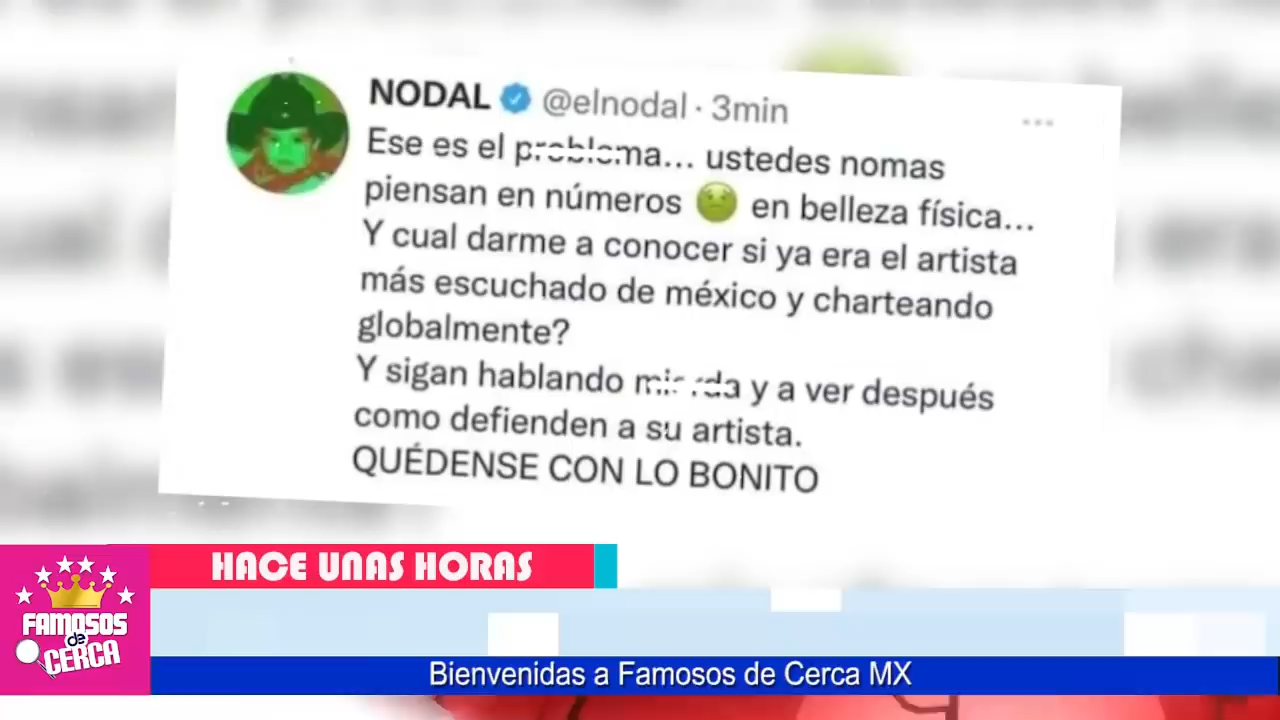 NODAL @elnodal · 3min
Ese es el problema... ustedes nomas
piensan en números 🤢 en belleza física...
Y cual darme a conocer si ya era el artista
más escuchado de méxico y charteando
globalmente?
Y sigan hablando mierda y a ver después
como defienden a su artista.
QUÉDENSE CON LO BONITO
HACE UNAS HORAS
FAMOSOS
de
CERCA
Bienvenidas a Famosos de Cerca MX